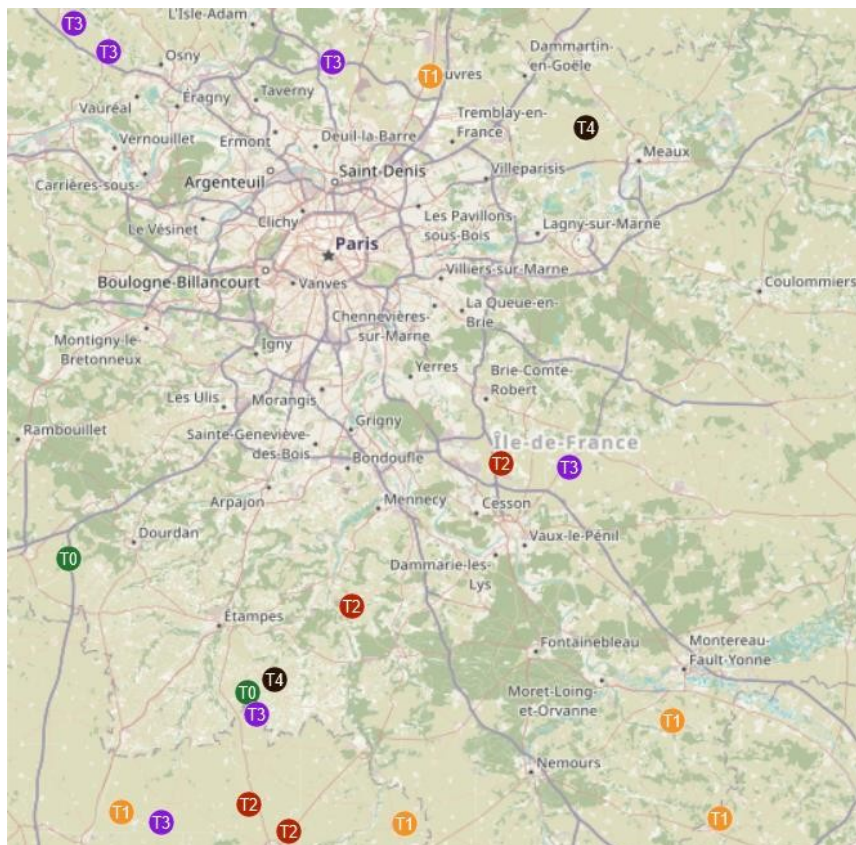 T3
L'Isle-Adam
T3
Osny
T3
T1
uvres
Dammartin-
en-Goële
Vauréal
Éragny
Taverny
Tremblay-en-
France
T4
Vernouillet
Ermont
Deuil-la-Barre
Meaux
Carrières-sous-
Argenteuil
Saint-Denis
Villeparisis
Le Vésinet
Clichy
Les Pavillons
sous-Bois
Lagny-sur-Marne
Paris
Boulogne-Billancourt
Vanves
Villiers-sur-Marne
Coulommiers
Chennevières-
sur-Marne
La Queue-en-
Brie
Montigny-le-
Bretonneux
Igny
Yerres
Brie-Comte-
Robert
Les Ulis
Morangis
Rambouillet
Sainte-Geneviève-
des-Bois
Grigny
Île-de-France
Bondoufle
T2
T3
Arpajon
Mennecy
Cesson
Dourdan
Vaux-le-Pénil
T0
Dammarie-les-
Lys
T2
Étampes
Fontainebleau
Montereau-
Fault-Yonne
T4
T0
T3
Moret-Loing-
et-Orvanne
T1
Nemours
T1
T3
T2
T2
T1
T1